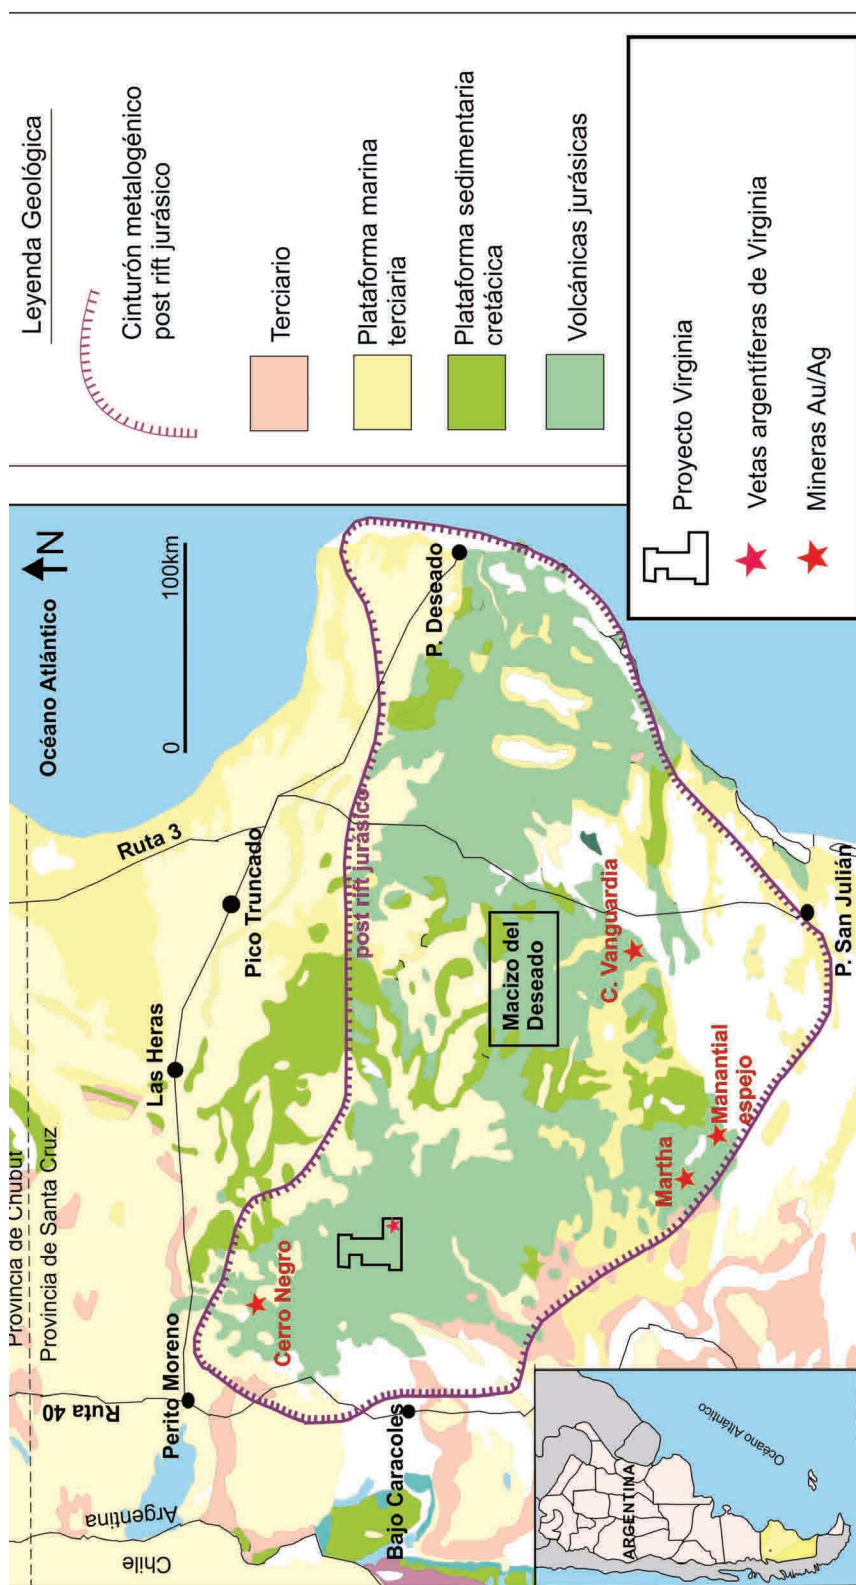 Leyenda Geológica
Cinturón metalogénico
post rift jurásico
Terciario
Plataforma marina
terciaria
Plataforma sedimentaria
cretácica
Volcánicas jurásicas
Proyecto Virginia
Vetas argentíferas de Virginia
Mineras Au/Ag
N
100km
0
Océano Atlántico
Provincia de Chubut
Provincia de Santa Cruz
Ruta 3
Ruta 40
Las Heras
Pico Truncado
P. Deseado
Perito Moreno
post rift jurásico
Cerro Negro
Macizo del
Deseado
C. Vanguardia
Martha
Manantial
espejo
P. San Julián
Bajo Caracoles
Argentina
Chile
ARGENTINA
Océano Altántico